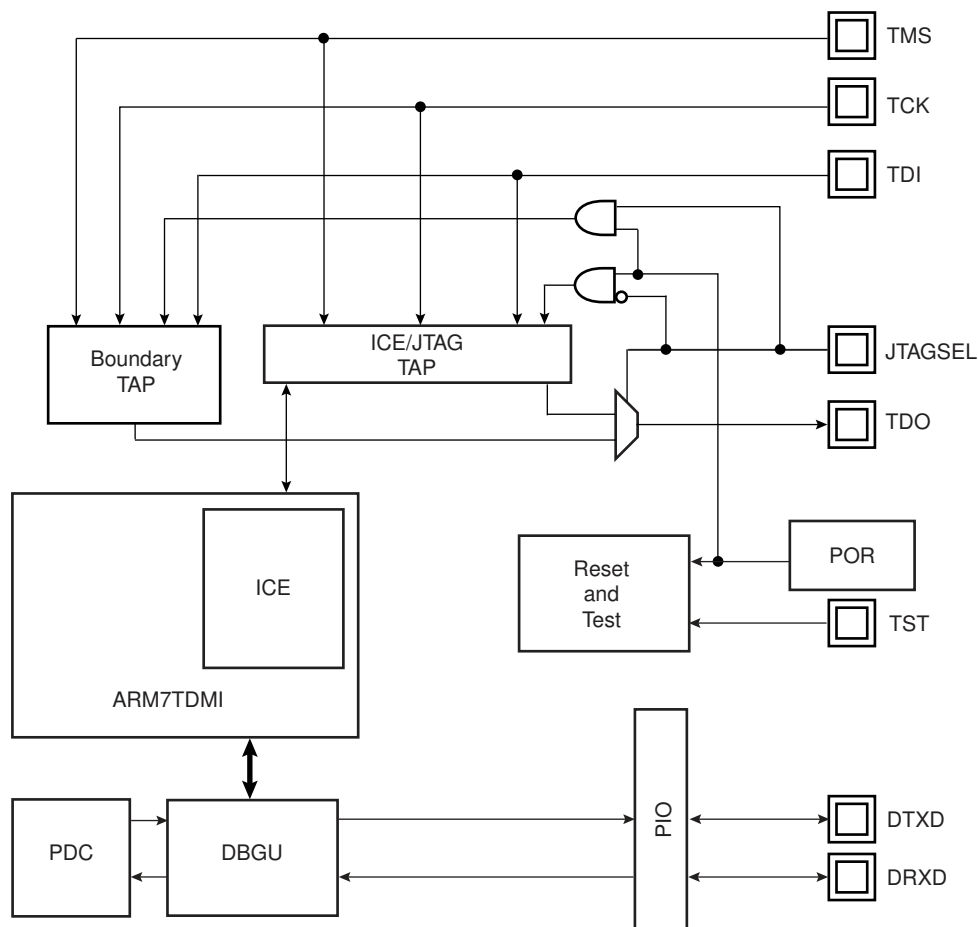 TMS
TCK
TDI
Boundary
TAP
ICE/JTAG
TAP
JTAGSEL
TDO
ICE
ARM7TDMI
Reset
and
Test
POR
TST
PDC
DBGU
PIO
DTXD
DRXD